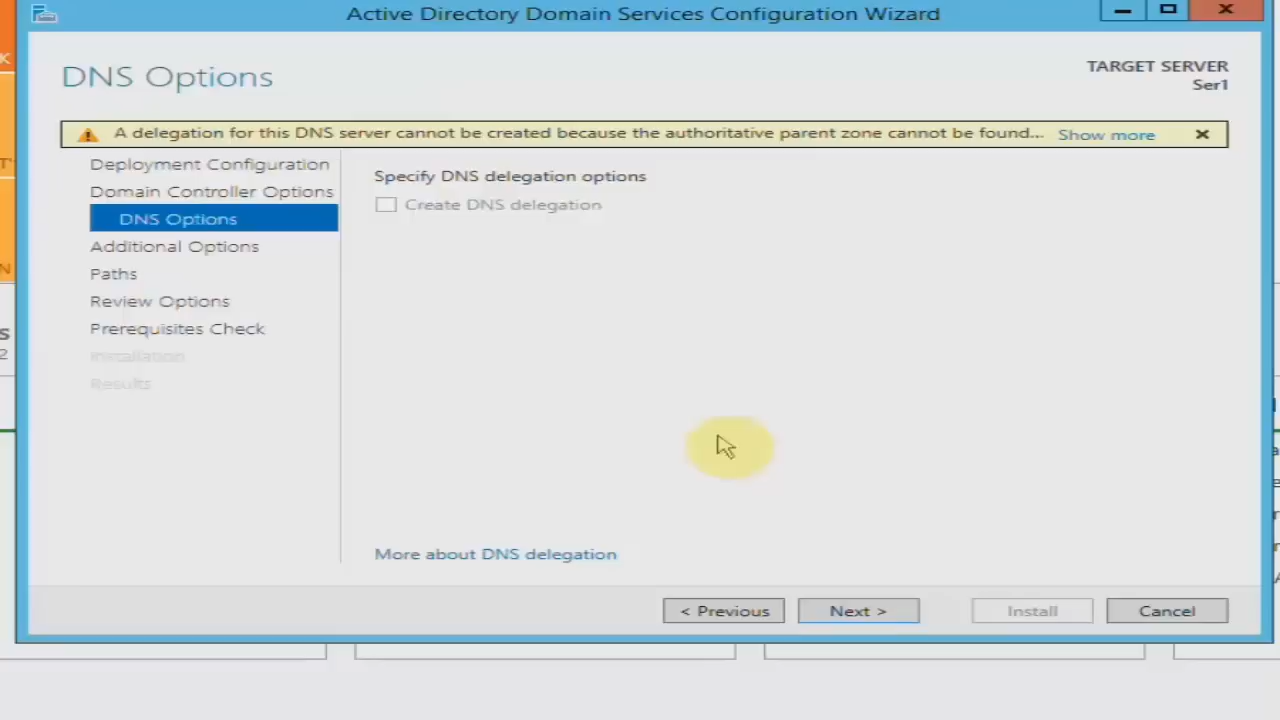 Active Directory Domain Services Configuration Wizard
DNS Options
TARGET SERVER
Ser1
A delegation for this DNS server cannot be created because the authoritative parent zone cannot be found... Show more
Deployment Configuration
Domain Controller Options
DNS Options
Additional Options
Paths
Review Options
Prerequisites Check
Installation
Results
Specify DNS delegation options
Create DNS delegation
More about DNS delegation
< Previous
Next >
Install
Cancel